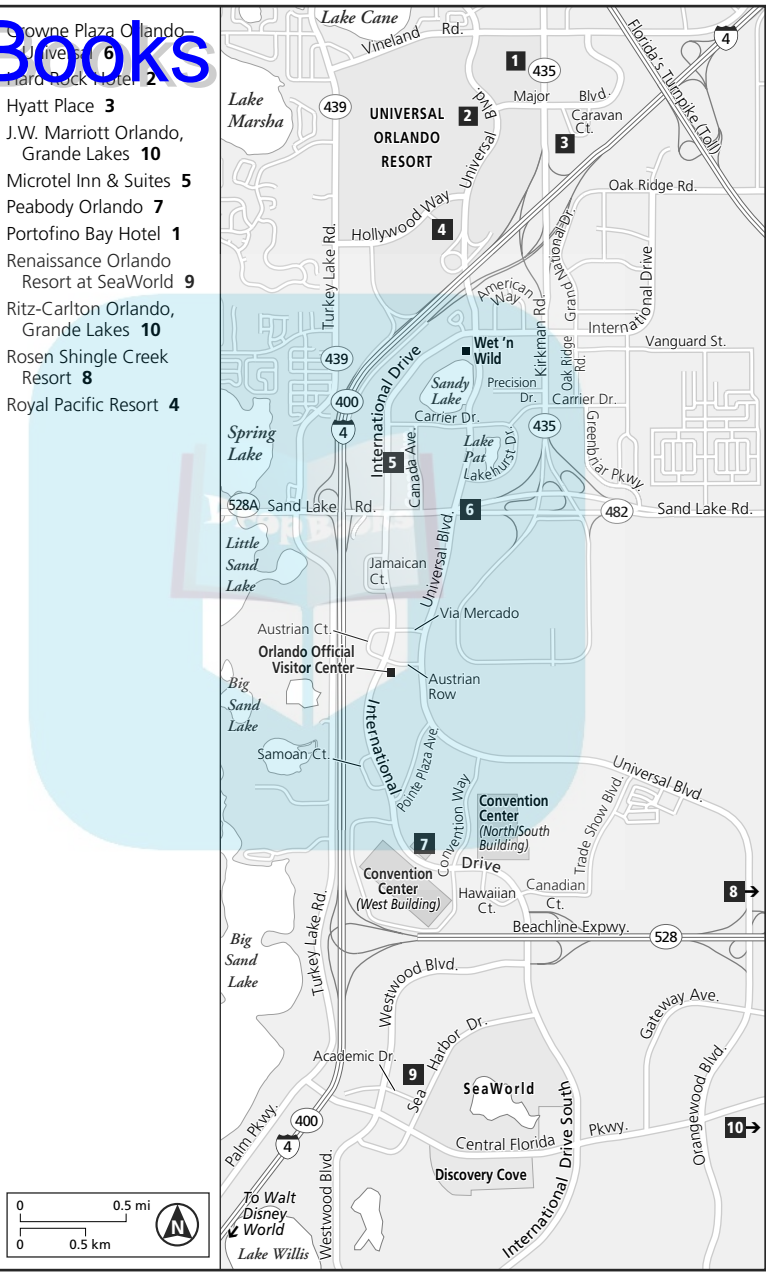 Books
Crowne Plaza Orlando–
Universal 6
Hard Rock Hotel 2
Hyatt Place 3
J.W. Marriott Orlando,
Grande Lakes 10
Microtel Inn & Suites 5
Peabody Orlando 7
Portofino Bay Hotel 1
Renaissance Orlando
Resort at SeaWorld 9
Ritz-Carlton Orlando,
Grande Lakes 10
Rosen Shingle Creek
Resort 8
Royal Pacific Resort 4
Lake Cane
Vineland Rd.
4
Florida's Turnpike (Toll)
1
435
Lake
Marsha
439
Major Blvd.
UNIVERSAL
ORLANDO
RESORT
2
Universal Blvd.
Caravan
Ct.
3
Oak Ridge Rd.
Hollywood Way
4
Turkey Lake Rd.
Grand National Dr.
International Drive
American
Way
Kirkman Rd.
International
Vanguard St.
Wet 'n
Wild
439
Oak Ridge
Rd.
Sandy
Lake
Precision
Dr.
Carrier Dr.
400
4
International Drive
Carrier Dr.
435
Greenbriar Pkwy.
Spring
Lake
Canada Ave.
Lake
Pat
Lakehurst Dr.
5
528A
Sand Lake Rd.
6
482
Sand Lake Rd.
DropBooks
Little
Sand
Lake
Jamaican
Ct.
Universal Blvd.
Via Mercado
Austrian Ct.
Orlando Official
Visitor Center
Austrian
Row
Big
Sand
Lake
International
Samoan Ct.
Pointe Plaza Ave.
Universal Blvd.
Convention Way
Convention
Center
(North/South
Building)
Trade Show Blvd.
7
Drive
Convention
Center
(West Building)
Hawaiian
Ct.
Canadian
Ct.
8
Beachline Expwy.
528
Big
Sand
Lake
Turkey Lake Rd.
Westwood Blvd.
Gateway Ave.
Sea Harbor Dr.
Academic Dr.
9
SeaWorld
Orangewood Blvd.
400
4
Palm Pkwy.
International Drive South
Central Florida Pkwy.
10
Discovery Cove
Westwood Blvd.
To Walt
Disney
World
Lake Willis
0 0.5 mi
0 0.5 km
N